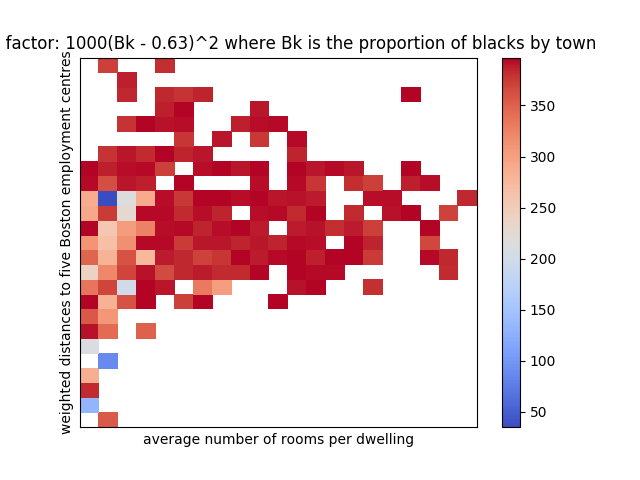 factor: 1000(Bk - 0.63)^2 where Bk is the proportion of blacks by town
weighted distances to five Boston employment centres
average number of rooms per dwelling
350
300
250
200
150
100
50